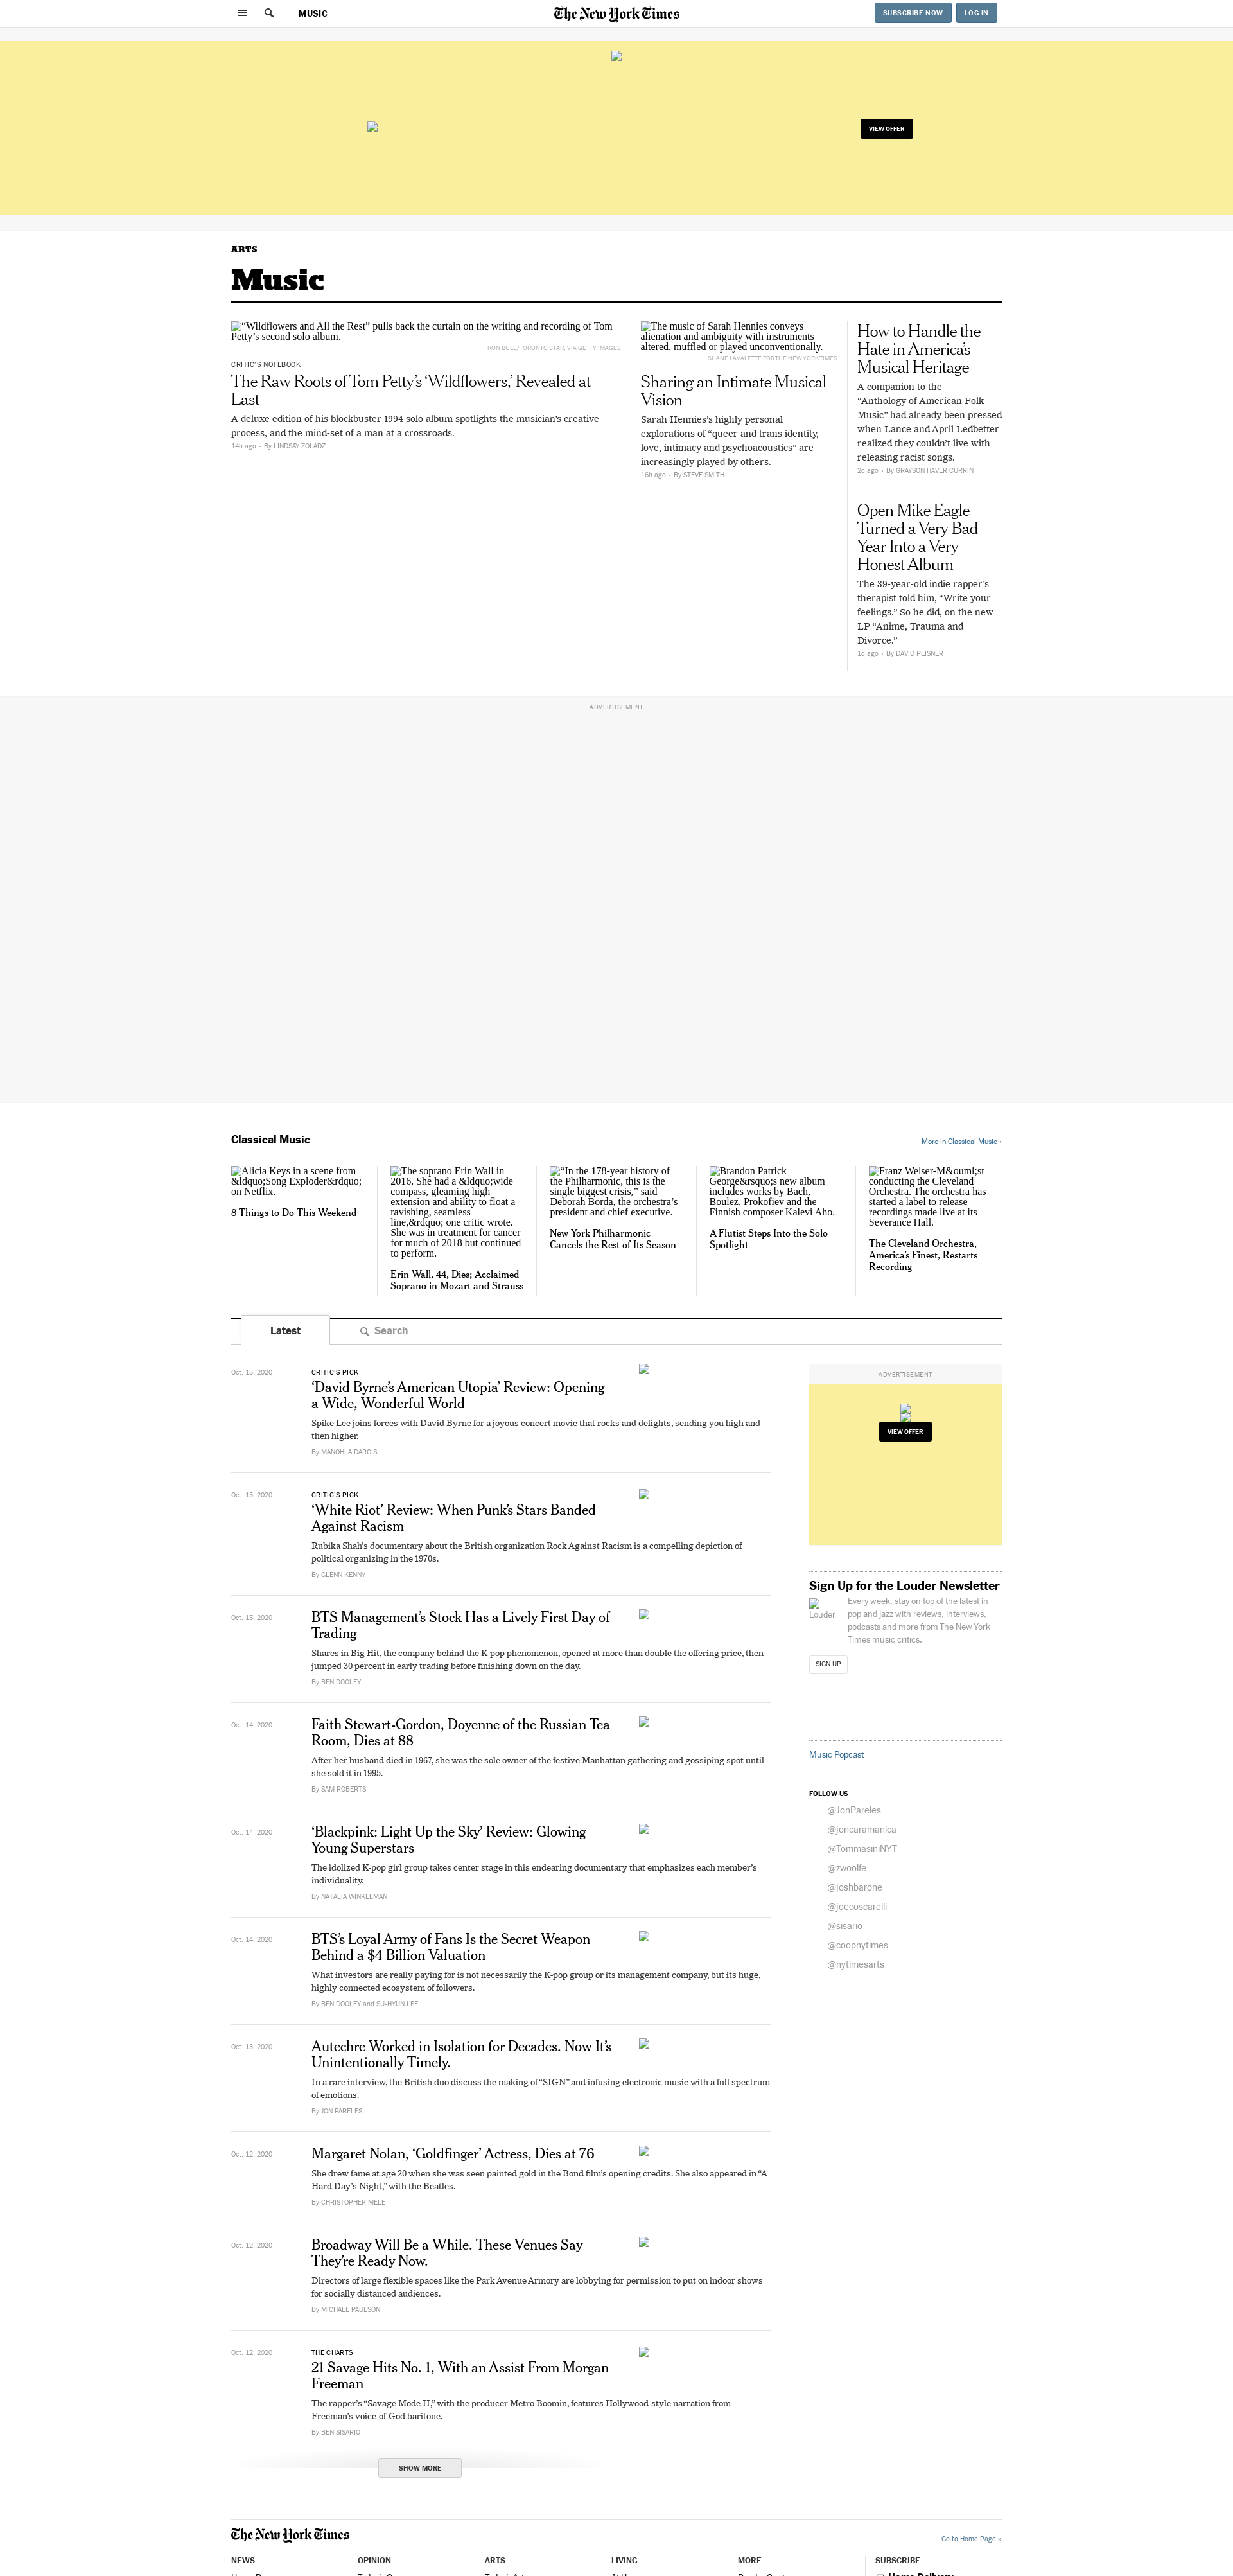 MUSIC
The New York Times
SUBSCRIBE NOW
LOG IN
VIEW OFFER
ARTS
Music
“Wildflowers and All the Rest” pulls back the curtain on the writing and recording of Tom
Petty’s second solo album.
RON BULL/TORONTO STAR, VIA GETTY IMAGES
CRITIC’S NOTEBOOK
The Raw Roots of Tom Petty’s ‘Wildflowers,’ Revealed at
Last
A deluxe edition of his blockbuster 1994 solo album spotlights the musician’s creative
process, and the mind-set of a man at a crossroads.
14h ago • By LINDSAY ZOLADZ
The music of Sarah Hennies conveys
alienation and ambiguity with instruments
altered, muffled or played unconventionally.
SHANE LAVALETTE FOR THE NEW YORK TIMES
Sharing an Intimate Musical
Vision
Sarah Hennies’s highly personal
explorations of “queer and trans identity,
love, intimacy and psychoacoustics” are
increasingly played by others.
16h ago • By STEVE SMITH
How to Handle the
Hate in America’s
Musical Heritage
A companion to the
“Anthology of American Folk
Music” had already been pressed
when Lance and April Ledbetter
realized they couldn’t live with
releasing racist songs.
2d ago • By GRAYSON HAVER CURRIN
Open Mike Eagle
Turned a Very Bad
Year Into a Very
Honest Album
The 39-year-old indie rapper’s
therapist told him, “Write your
feelings.” So he did, on the new
LP “Anime, Trauma and
Divorce.”
1d ago • By DAVID PEISNER
ADVERTISEMENT
Classical Music
More in Classical Music ›
Alicia Keys in a scene from
&ldquo;Song Exploder&rdquo;
on Netflix.
8 Things to Do This Weekend
The soprano Erin Wall in
2016. She had a &ldquo;wide
compass, gleaming high
extension and ability to float a
ravishing, seamless
line,&rdquo; one critic wrote.
She was in treatment for cancer
for much of 2018 but continued
to perform.
Erin Wall, 44, Dies; Acclaimed
Soprano in Mozart and Strauss
“In the 178-year history of
the Philharmonic, this is the
single biggest crisis,” said
Deborah Borda, the orchestra’s
president and chief executive.
New York Philharmonic
Cancels the Rest of Its Season
Brandon Patrick
George&rsquo;s new album
includes works by Bach,
Boulez, Prokofiev and the
Finnish composer Kalevi Aho.
A Flutist Steps Into the Solo
Spotlight
Franz Welser-M&ouml;st
conducting the Cleveland
Orchestra. The orchestra has
started a label to release
recordings made live at its
Severance Hall.
The Cleveland Orchestra,
America’s Finest, Restarts
Recording
Latest
Search
Oct. 15, 2020
CRITIC’S PICK
‘David Byrne’s American Utopia’ Review: Opening
a Wide, Wonderful World
Spike Lee joins forces with David Byrne for a joyous concert movie that rocks and delights, sending you high and
then higher.
By MANOHLA DARGIS
Oct. 15, 2020
CRITIC’S PICK
‘White Riot’ Review: When Punk’s Stars Banded
Against Racism
Rubika Shah’s documentary about the British organization Rock Against Racism is a compelling depiction of
political organizing in the 1970s.
By GLENN KENNY
Oct. 15, 2020
BTS Management’s Stock Has a Lively First Day of
Trading
Shares in Big Hit, the company behind the K-pop phenomenon, opened at more than double the offering price, then
jumped 30 percent in early trading before finishing down on the day.
By BEN DOOLEY
Oct. 14, 2020
Faith Stewart-Gordon, Doyenne of the Russian Tea
Room, Dies at 88
After her husband died in 1967, she was the sole owner of the festive Manhattan gathering and gossiping spot until
she sold it in 1995.
By SAM ROBERTS
Oct. 14, 2020
‘Blackpink: Light Up the Sky’ Review: Glowing
Young Superstars
The idolized K-pop girl group takes center stage in this endearing documentary that emphasizes each member’s
individuality.
By NATALIA WINKELMAN
Oct. 14, 2020
BTS’s Loyal Army of Fans Is the Secret Weapon
Behind a $4 Billion Valuation
What investors are really paying for is not necessarily the K-pop group or its management company, but its huge,
highly connected ecosystem of followers.
By BEN DOOLEY and SU-HYUN LEE
Oct. 13, 2020
Autechre Worked in Isolation for Decades. Now It’s
Unintentionally Timely.
In a rare interview, the British duo discuss the making of “SIGN” and infusing electronic music with a full spectrum
of emotions.
By JON PARELES
Oct. 12, 2020
Margaret Nolan, ‘Goldfinger’ Actress, Dies at 76
She drew fame at age 20 when she was seen painted gold in the Bond film’s opening credits. She also appeared in “A
Hard Day’s Night,” with the Beatles.
By CHRISTOPHER MELE
Oct. 12, 2020
Broadway Will Be a While. These Venues Say
They’re Ready Now.
Directors of large flexible spaces like the Park Avenue Armory are lobbying for permission to put on indoor shows
for socially distanced audiences.
By MICHAEL PAULSON
Oct. 12, 2020
THE CHARTS
21 Savage Hits No. 1, With an Assist From Morgan
Freeman
The rapper’s “Savage Mode II,” with the producer Metro Boomin, features Hollywood-style narration from
Freeman’s voice-of-God baritone.
By BEN SISARIO
SHOW MORE
ADVERTISEMENT
VIEW OFFER
Sign Up for the Louder Newsletter
Louder
Every week, stay on top of the latest in
pop and jazz with reviews, interviews,
podcasts and more from The New York
Times music critics.
SIGN UP
Music Popcast
FOLLOW US
@JonPareles
@joncaramanica
@TommasiniNYT
@zwoolfe
@joshbarone
@joecoscarelli
@sisario
@coopnytimes
@nytimesarts
The New York Times
Go to Home Page »
NEWS
OPINION
ARTS
LIVING
MORE
SUBSCRIBE